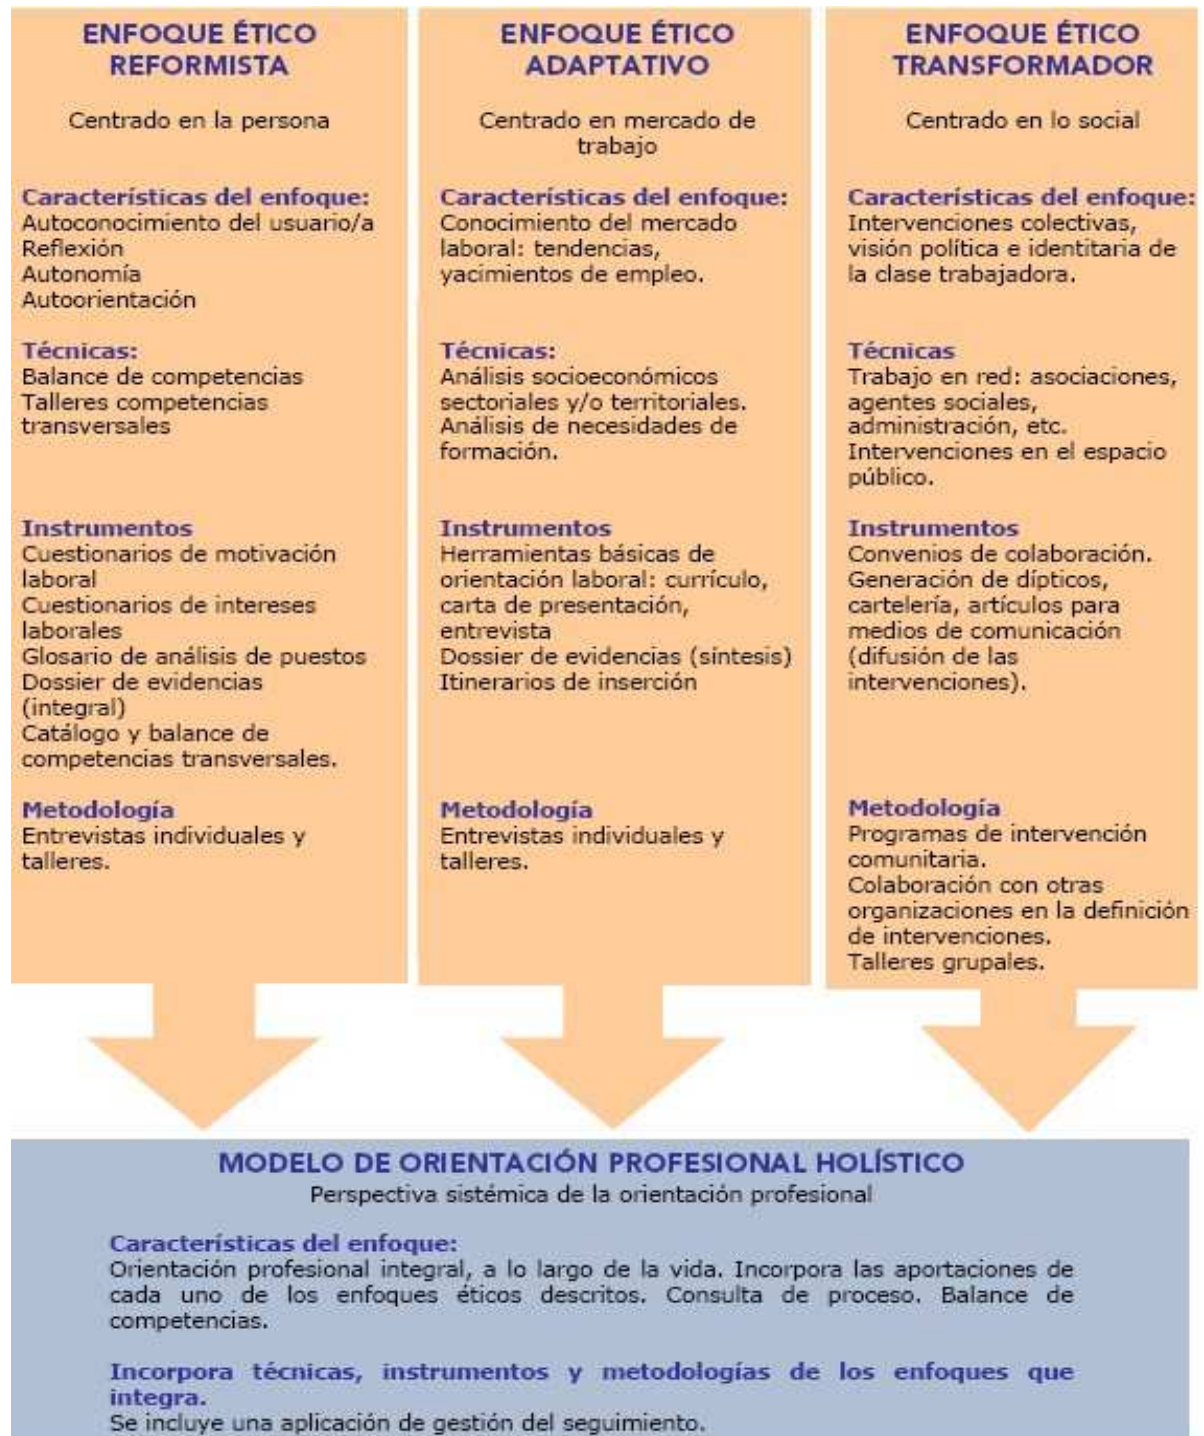 ENFOQUE ÉTICO
REFORMISTA
Centrado en la persona
Características del enfoque:
Autoconocimiento del usuario/a
Reflexión
Autonomía
Autoorientación
Técnicas:
Balance de competencias
Talleres competencias
transversales
Instrumentos
Cuestionarios de motivación
laboral
Cuestionarios de intereses
laborales
Glosario de análisis de puestos
Dossier de evidencias
(integral)
Catálogo y balance de
competencias transversales.
Metodología
Entrevistas individuales y
talleres.
ENFOQUE ÉTICO
ADAPTATIVO
Centrado en mercado de
trabajo
Características del enfoque:
Conocimiento del mercado
laboral: tendencias,
yacimientos de empleo.
Técnicas:
Análisis socioeconómicos
sectoriales y/o territoriales.
Análisis de necesidades de
formación.
Instrumentos
Herramientas básicas de
orientación laboral: currículo,
carta de presentación,
entrevista
Dossier de evidencias (síntesis)
Itinerarios de inserción
Metodología
Entrevistas individuales y
talleres.
ENFOQUE ÉTICO
TRANSFORMADOR
Centrado en lo social
Características del enfoque:
Intervenciones colectivas,
visión política e identitaria de
la clase trabajadora.
Técnicas
Trabajo en red: asociaciones,
agentes sociales,
administración, etc.
Intervenciones en el espacio
público.
Instrumentos
Convenios de colaboración.
Generación de dípticos,
cartelería, artículos para
medios de comunicación
(difusión de las
intervenciones).
Metodología
Programas de intervención
comunitaria.
Colaboración con otras
organizaciones en la definición
de intervenciones.
Talleres grupales.
MODELO DE ORIENTACIÓN PROFESIONAL HOLÍSTICO
Perspectiva sistémica de la orientación profesional
Características del enfoque:
Orientación profesional integral, a lo largo de la vida. Incorpora las aportaciones de
cada uno de los enfoques éticos descritos. Consulta de proceso. Balance de
competencias.
Incorpora técnicas, instrumentos y metodologías de los enfoques que
integra.
Se incluye una aplicación de gestión del seguimiento.